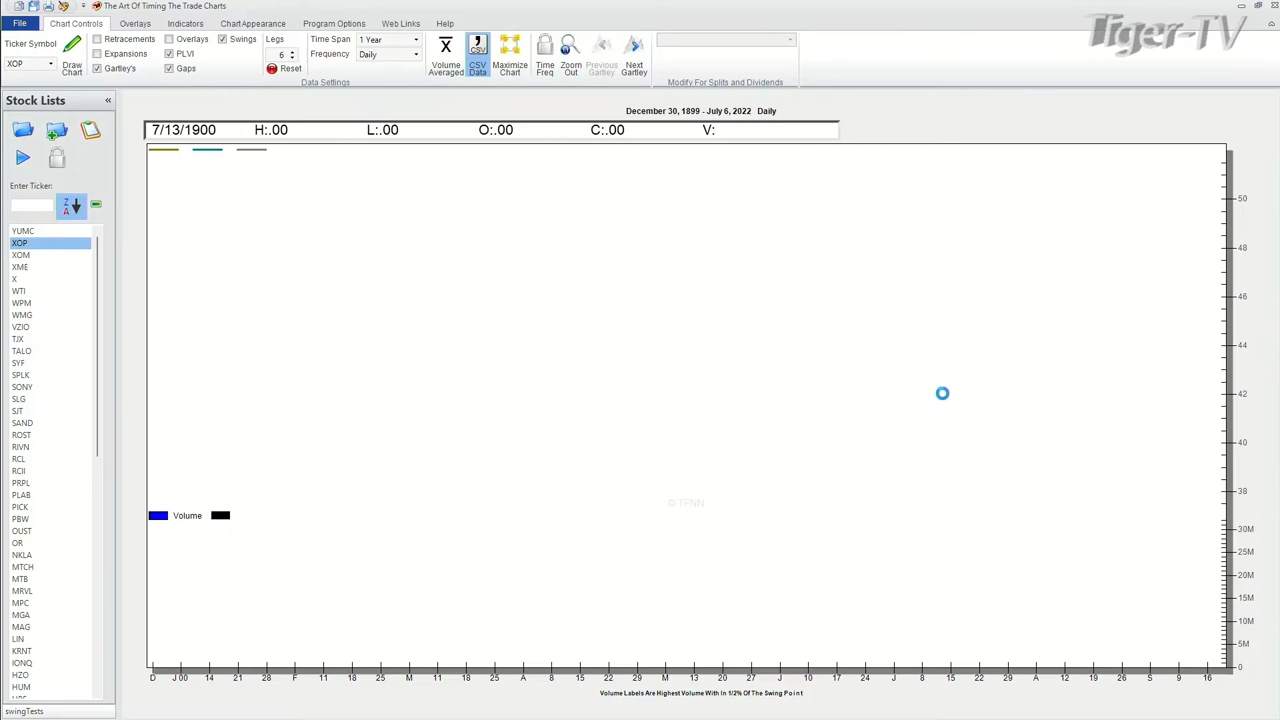 The Art Of Timing The Trade Charts
Tiger-TV
File Chart Controls Overlays Indicators Chart Appearance Program Options Web Links Help
Ticker Symbol
XOP
Draw Chart
Retracements
Expansions
Gartley's
Overlays
PLVI
Gaps
Swings
Legs
6
Reset
Time Span 1 Year
Frequency Daily
Data Settings
Volume Averaged
CSV
CSV Data
Maximize Chart
Time Freq
Zoom Out
Previous Gartley
Next Gartley
Modify For Splits and Dividends
Stock Lists «
Enter Ticker:
Z
A
YUMC
XOP
XOM
XME
X
WTI
WPM
WMG
VZIO
TJX
TALO
SYF
SPLK
SONY
SLG
SJT
SAND
ROST
RIVN
RCL
RCII
PRPL
PLAB
PICK
PBW
OUST
OR
NKLA
MTCH
MTB
MRVL
MPC
MGA
MAG
LIN
KRNT
IONQ
HZO
HUM
swingTests
December 30, 1899 - July 6, 2022 Daily
7/13/1900 H:.00 L:.00 O:.00 C:.00 V:
50
48
46
44
42
40
38
© TFNN
Volume
30M
25M
20M
15M
10M
5M
0
D J:00 14 21 28 F 11 18 25 M 11 18 25 A 8 15 22 M 13 20 27 J 10 17 24 J 8 15 22 29 A 12 19 26 S 9 16
Volume Labels Are Highest Volume With In 1/2% Of The Swing Point